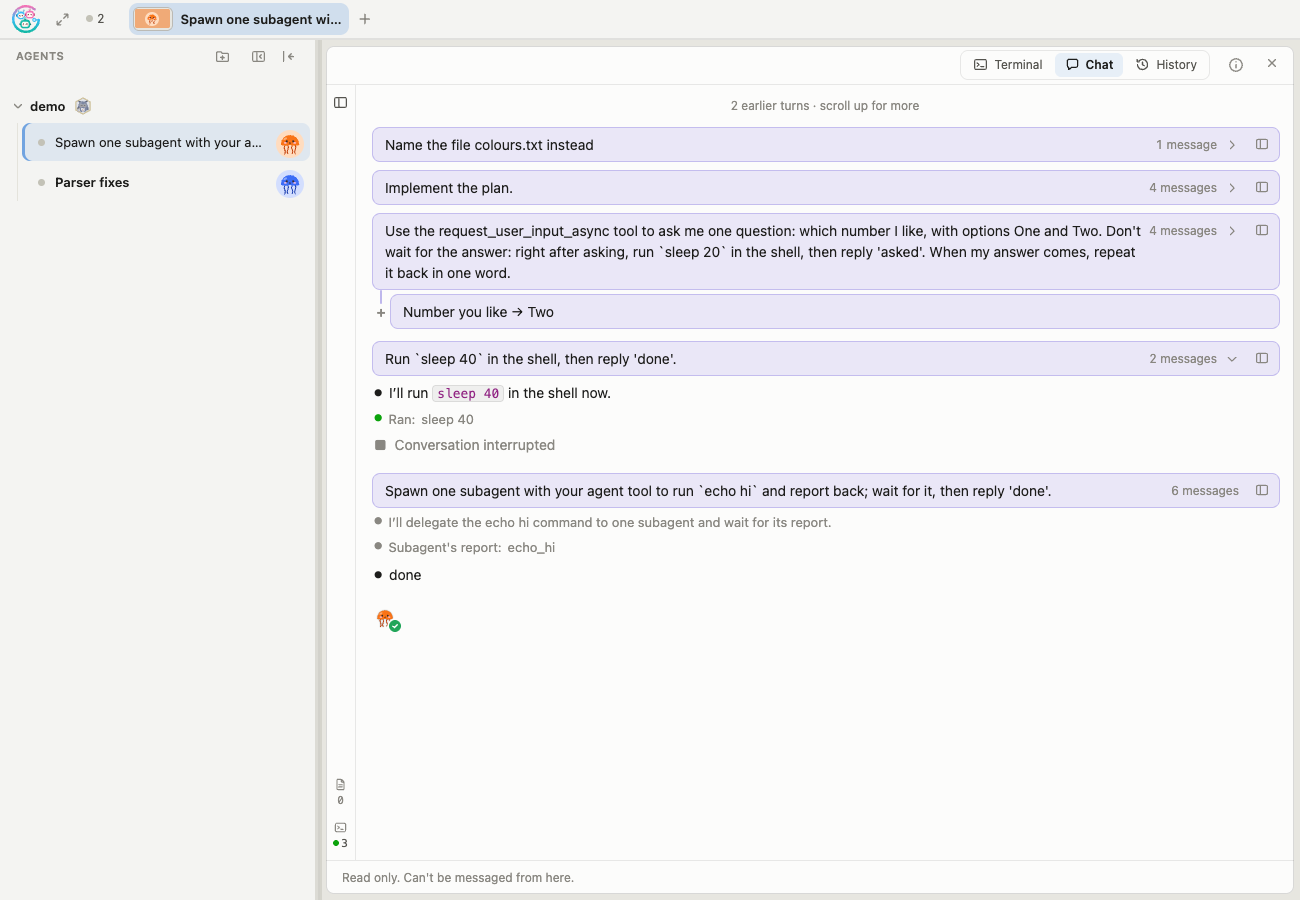 2
Spawn one subagent wi...
AGENTS
Terminal
Chat
History
demo
Spawn one subagent with your a...
Parser fixes
2 earlier turns · scroll up for more
Name the file colours.txt instead
1 message
Implement the plan.
4 messages
Use the request_user_input_async tool to ask me one question: which number I like, with options One and Two. Don't
4 messages
wait for the answer: right after asking, run `sleep 20` in the shell, then reply 'asked'. When my answer comes, repeat
it back in one word.
+ Number you like → Two
Run `sleep 40` in the shell, then reply 'done'.
2 messages
I’ll run sleep 40 in the shell now.
Ran: sleep 40
Conversation interrupted
Spawn one subagent with your agent tool to run `echo hi` and report back; wait for it, then reply 'done'.
6 messages
I’ll delegate the echo hi command to one subagent and wait for its report.
Subagent's report: echo_hi
done
0
3
Read only. Can't be messaged from here.